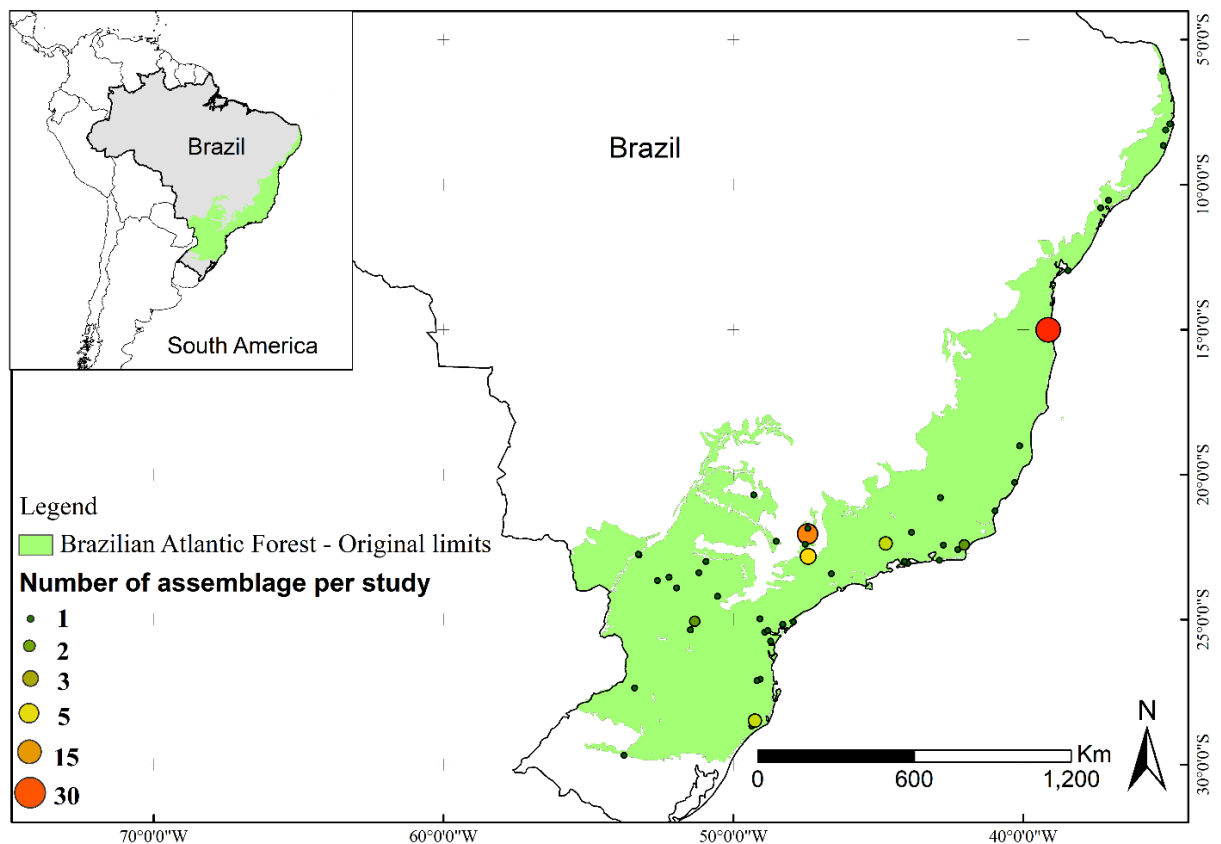 Brazil
South America
Brazil
Legend
Brazilian Atlantic Forest - Original limits
Number of assemblage per study
1
2
3
5
15
30
N
Km
0 600 1,200
5°0'0"S
10°0'0"S
15°0'0"S
20°0'0"S
25°0'0"S
30°0'0"S
70°0'0"W 60°0'0"W 50°0'0"W 40°0'0"W